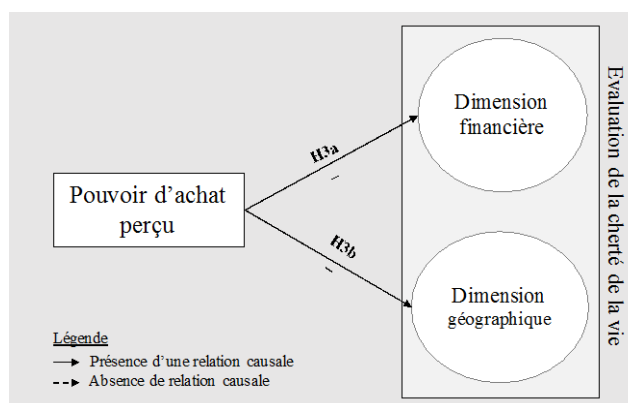 Dimension
financière
Evaluation de la cherté de la vie
H3a
–
Pouvoir d'achat
perçu
H3b
–
Dimension
géographique
Légende
Présence d'une relation causale
Absence de relation causale